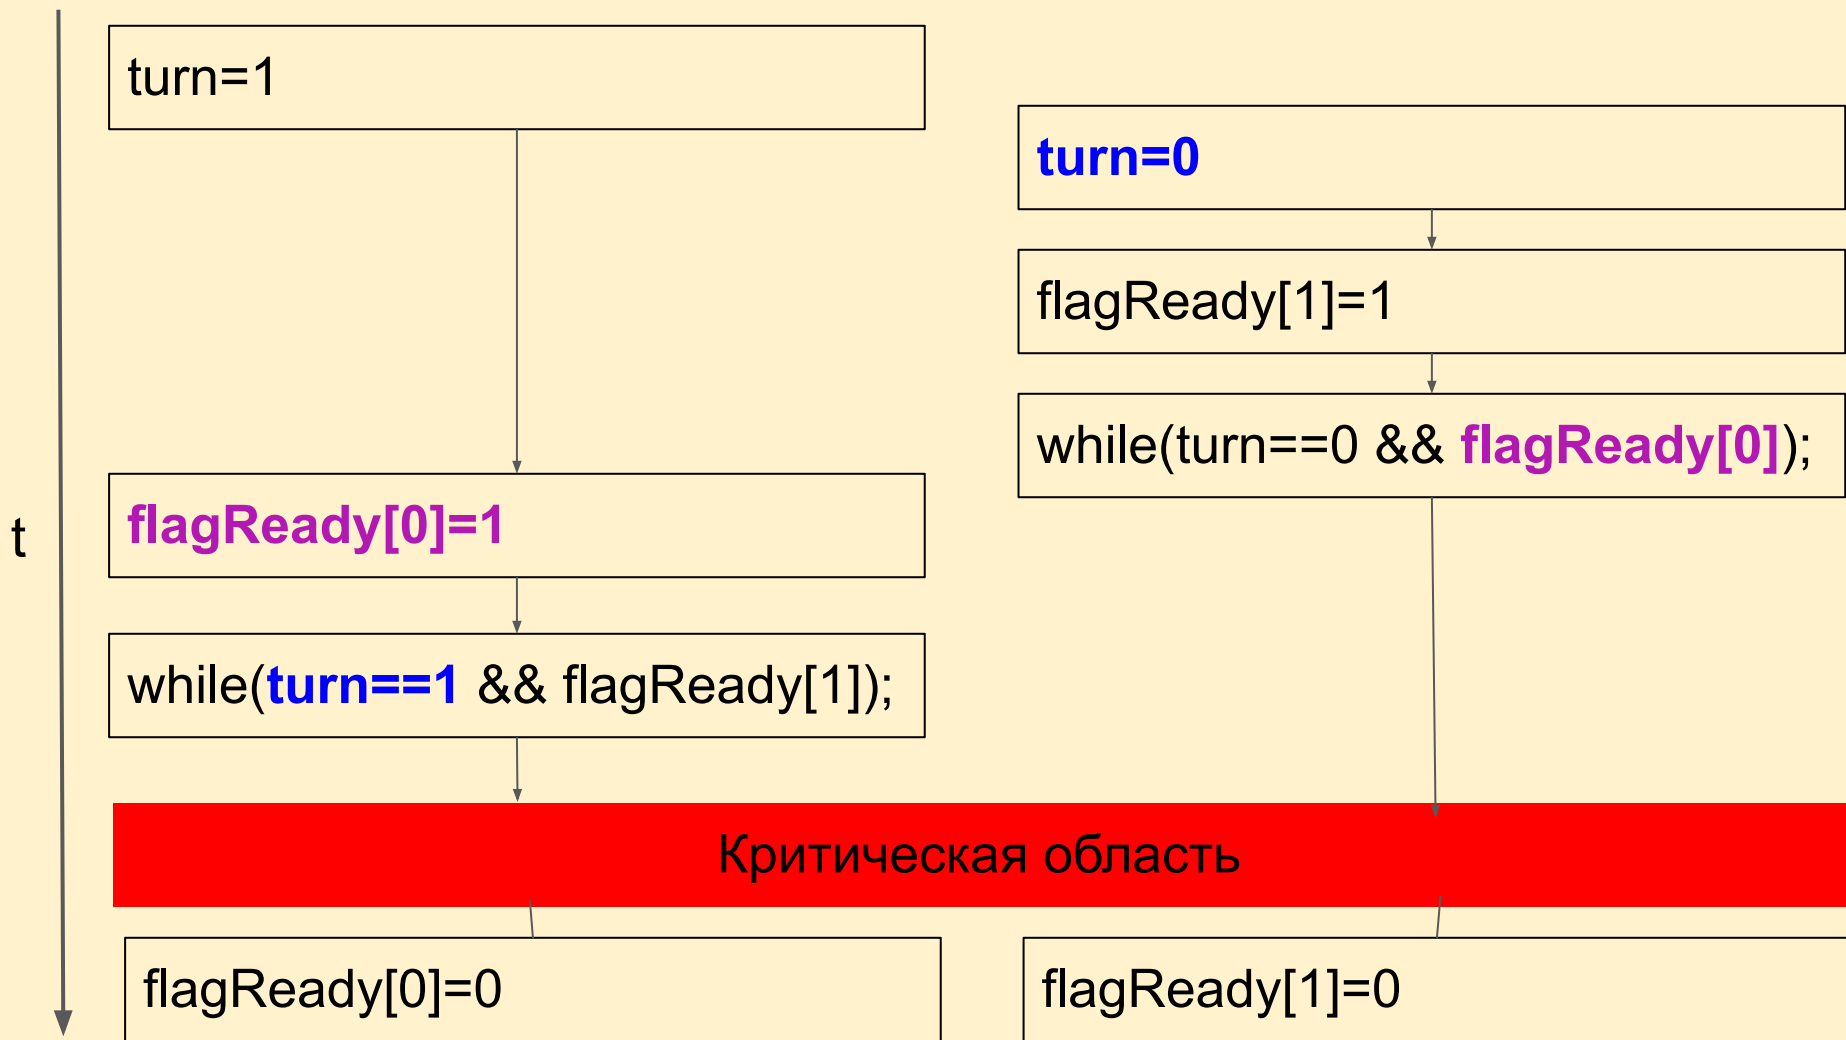 turn=1
turn=0
flagReady[1]=1
while(turn==0 && flagReady[0]);
t
flagReady[0]=1
while(turn==1 && flagReady[1]);
Критическая область
flagReady[0]=0
flagReady[1]=0